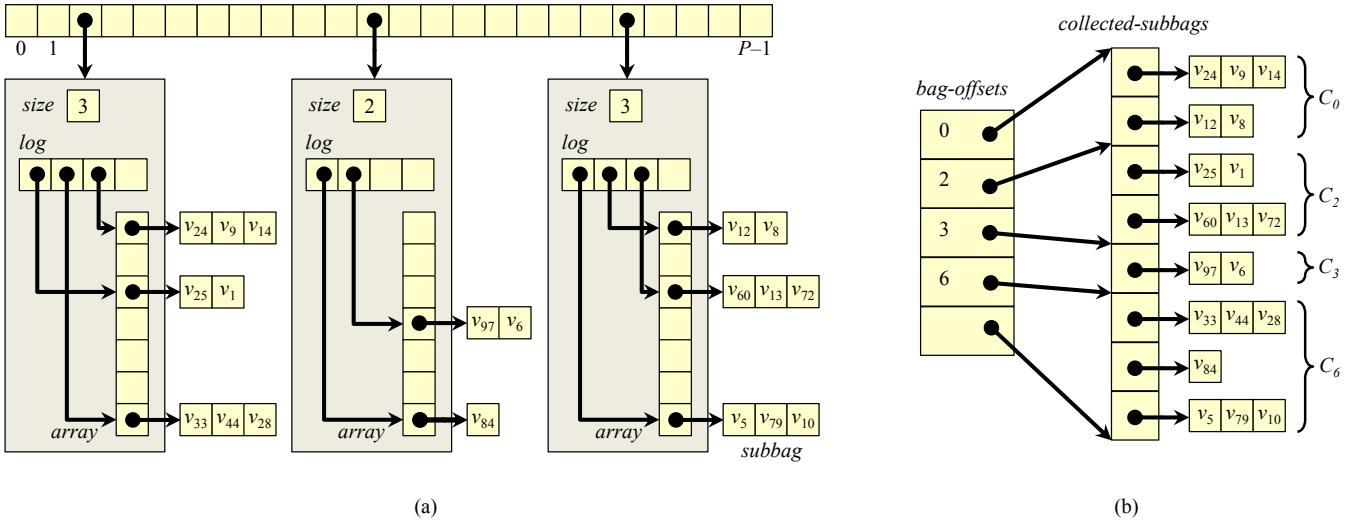 0 1 P–1
size 3
log
v24 v9 v14
v25 v1
v33 v44 v28
array
size 2
log
v97 v6
v84
array
size 3
log
v12 v8
v60 v13 v72
v5 v79 v10
array
subbag
(a)
collected-subbags
bag-offsets
0
2
3
6
v24 v9 v14
v12 v8
C0
v25 v1
v60 v13 v72
C2
v97 v6
C3
v33 v44 v28
v84
v5 v79 v10
C6
(b)